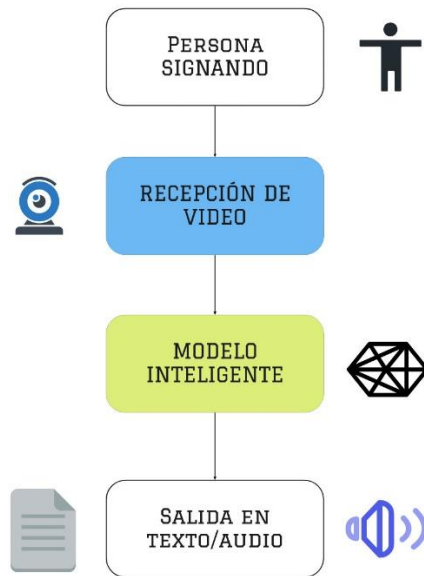 PERSONA
SIGNANDO
RECEPCIÓN DE
VIDEO
MODELO
INTELIGENTE
SALIDA EN
TEXTO/AUDIO